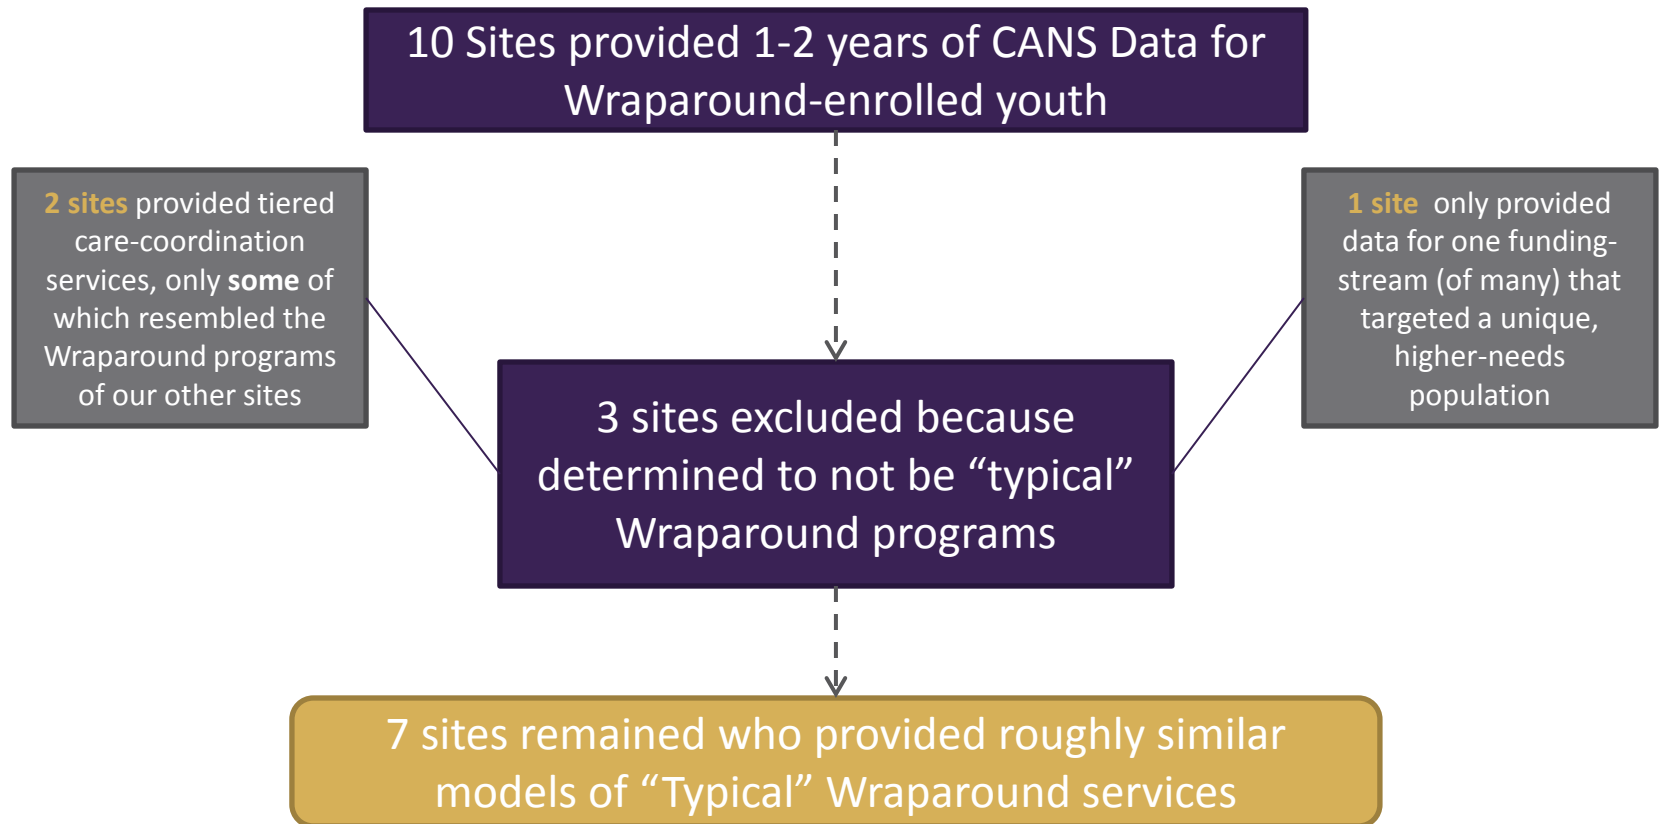 10 Sites provided 1-2 years of CANS Data for
Wraparound-enrolled youth
2 sites provided tiered
care-coordination
services, only some of
which resembled the
Wraparound programs
of our other sites
1 site only provided
data for one funding-
stream (of many) that
targeted a unique,
higher-needs
population
3 sites excluded because
determined to not be “typical”
Wraparound programs
7 sites remained who provided roughly similar
models of “Typical” Wraparound services